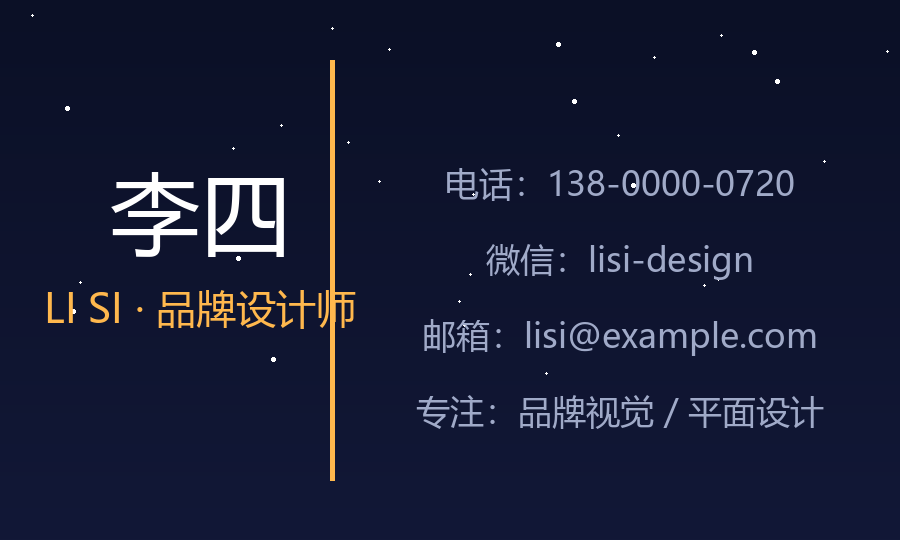 李四
LI SI · 品牌设计师
电话：138-0000-0720
微信：lisi-design
邮箱：lisi@example.com
专注：品牌视觉 / 平面设计